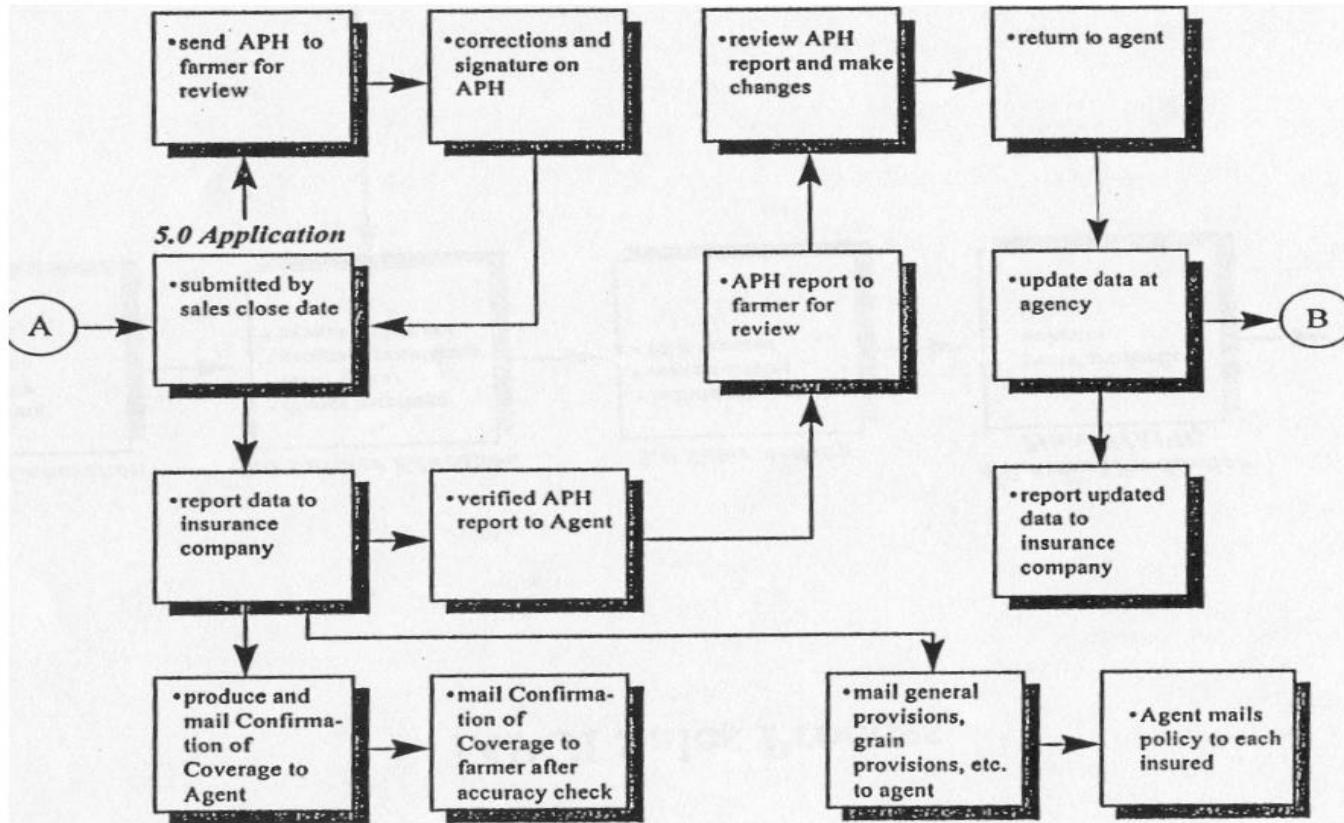 •send APH to
farmer for
review
•corrections and
signature on
APH
•review APH
report and make
changes
•return to agent
5.0 Application
•submitted by
sales close date
A
•APH report to
farmer for
review
•update data at
agency
B
•report data to
insurance
company
•verified APH
report to Agent
•report updated
data to
insurance
company
•produce and
mail Confirma-
tion of
Coverage to
Agent
•mail Confirma-
tion of
Coverage to
farmer after
accuracy check
•mail general
provisions,
grain
provisions, etc.
to agent
•Agent mails
policy to each
insured